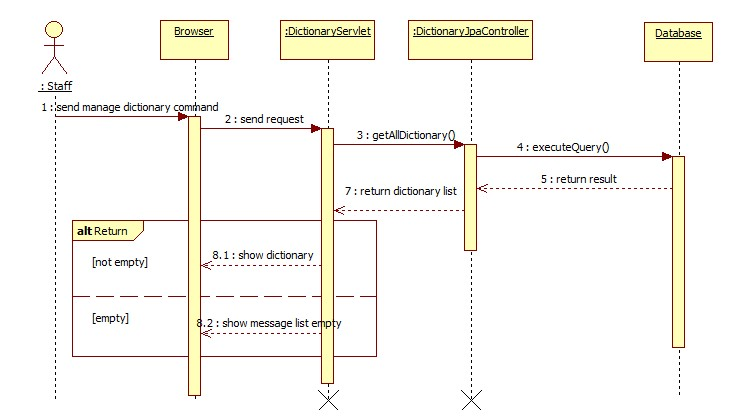 Browser
:DictionaryServlet
:DictionaryJpaController
Database
: Staff
1 : send manage dictionary command
2 : send request
3 : getAllDictionary()
4 : executeQuery()
5 : return result
7 : return dictionary list
alt Return
[not empty]
8.1 : show dictionary
[empty]
8.2 : show message list empty